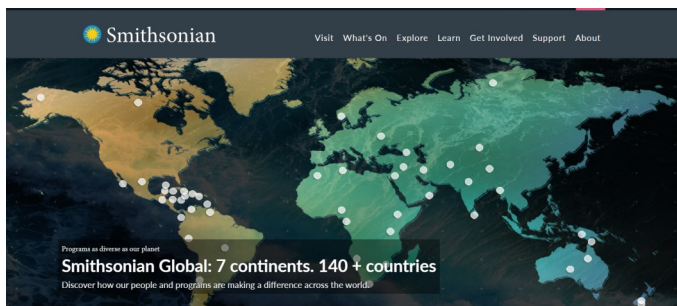 Smithsonian
Visit What's On Explore Learn Get Involved Support About
Programs as diverse as our planet
Smithsonian Global: 7 continents. 140 + countries
Discover how our people and programs are making a difference across the world.